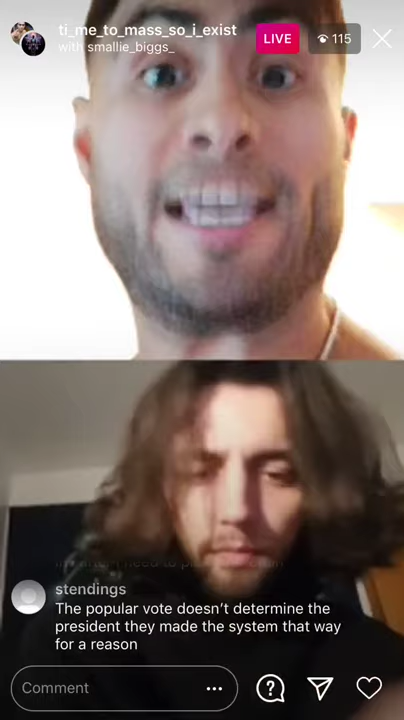 ti_me_to_mass_so_i_exist
with smallie_biggs_
LIVE
115
stendings
The popular vote doesn't determine the
president they made the system that way
for a reason
Comment